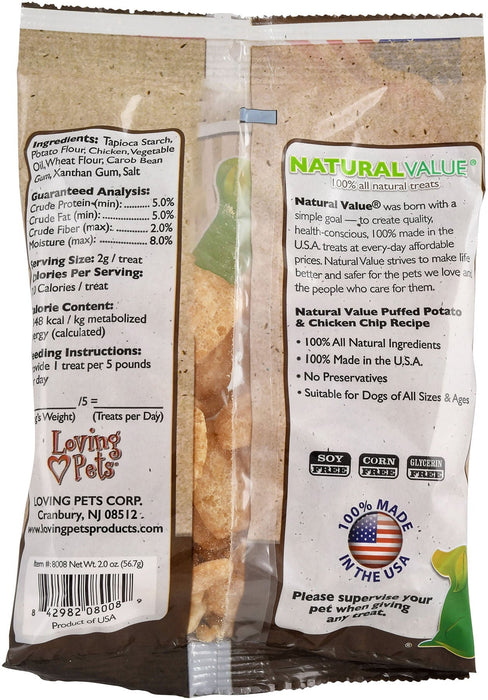 Ingredients: Tapioca Starch,
Potato Flour, Chicken, Vegetable
Oil, Wheat Flour, Carob Bean
Gum, Xanthan Gum, Salt
Guaranteed Analysis:
Crude Protein (min): ........ 5.0%
Crude Fat (min): ........ 5.0%
Crude Fiber (max): ........ 2.0%
Moisture (max): ........ 8.0%
Serving Size: 2g / treat
Calories Per Serving:
Calories / treat
Calorie Content:
kcal / kg metabolized
(calculated)
Instructions:
1 treat per 5 pounds
day
/5 =
Weight) (Treats per Day)
Loving
Pets®
LOVING PETS CORP.
Cranbury, NJ 08512
www.lovingpetsproducts.com
Item #: 8008 Net Wt. 2.0 oz. (56.7g)
8 42982 08008 9
Product of USA
NATURALVALUE®
100% all natural treats
Natural Value® was born with a
simple goal — to create quality,
health-conscious, 100% made in the
U.S.A. treats at every-day affordable
prices. Natural Value strives to make life
better and safer for the pets we love and
the people who care for them.
Natural Value Puffed Potato
& Chicken Chip Recipe
• 100% All Natural Ingredients
• 100% Made in the U.S.A.
• No Preservatives
• Suitable for Dogs of All Sizes & Ages
SOY FREE CORN FREE GLYCERIN FREE
100% MADE
IN THE USA
Please supervise your
pet when giving
any treat.